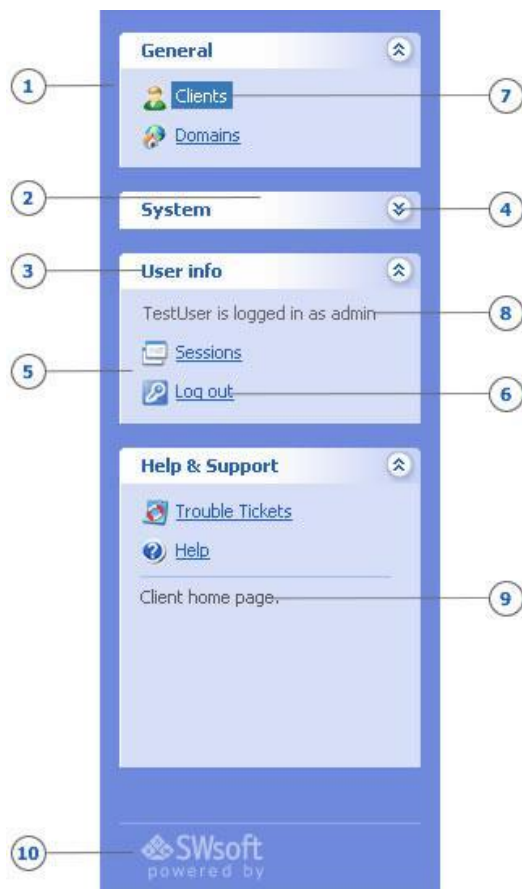 General
1
Clients
7
Domains
2
System
4
3
User info
TestUser is logged in as admin
8
5
Sessions
Log out
6
Help & Support
Trouble Tickets
Help
Client home page.
9
10
SWsoft
powered by